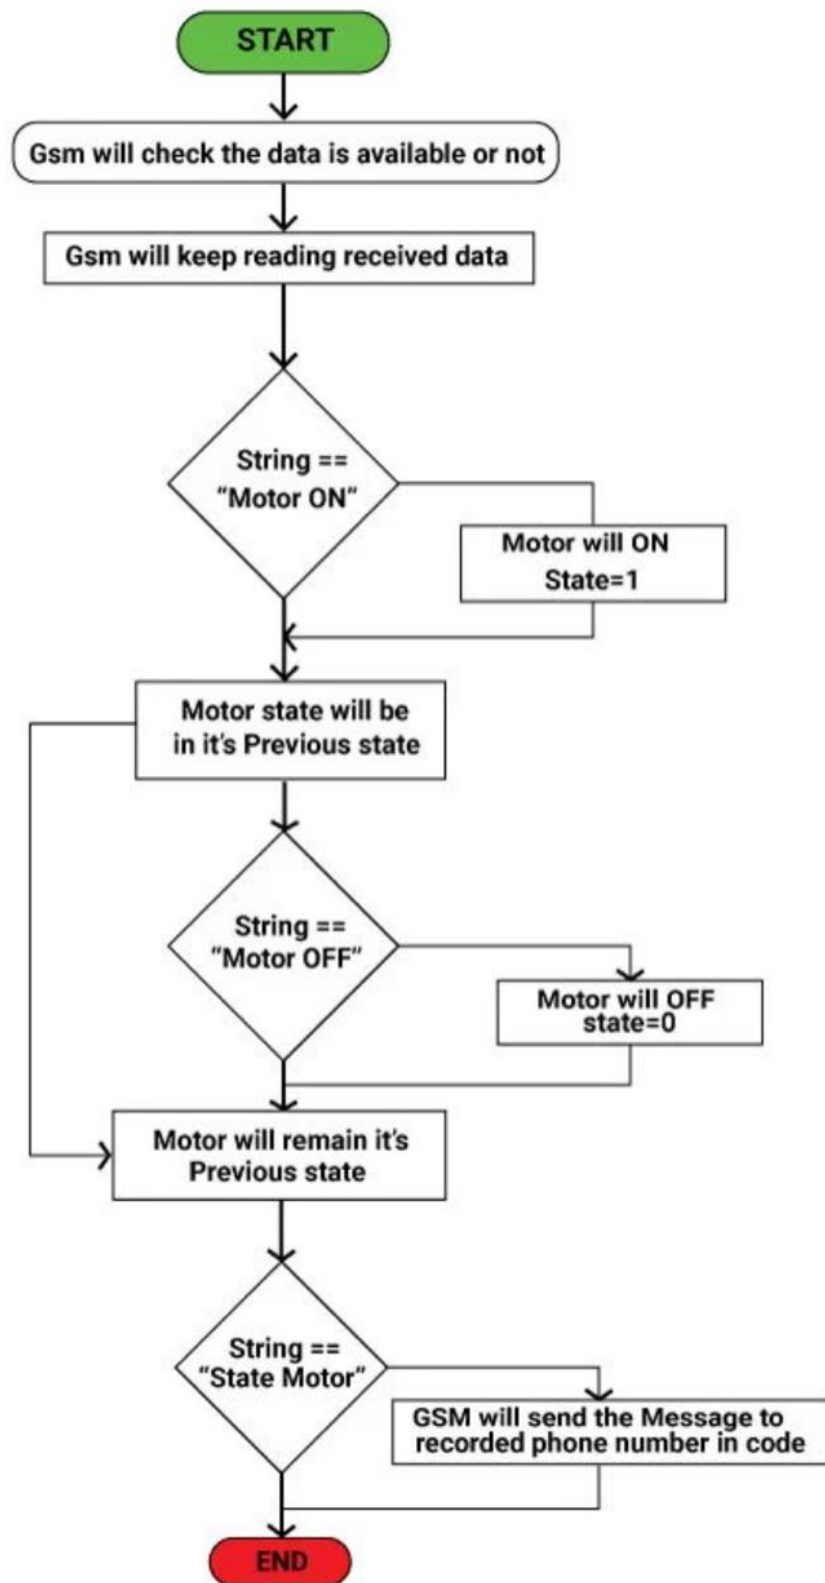 START
Gsm will check the data is available or not
Gsm will keep reading received data
String ==
“Motor ON”
Motor will ON
State=1
Motor state will be
in it's Previous state
String ==
“Motor OFF”
Motor will OFF
state=0
Motor will remain it's
Previous state
String ==
“State Motor”
GSM will send the Message to
recorded phone number in code
END